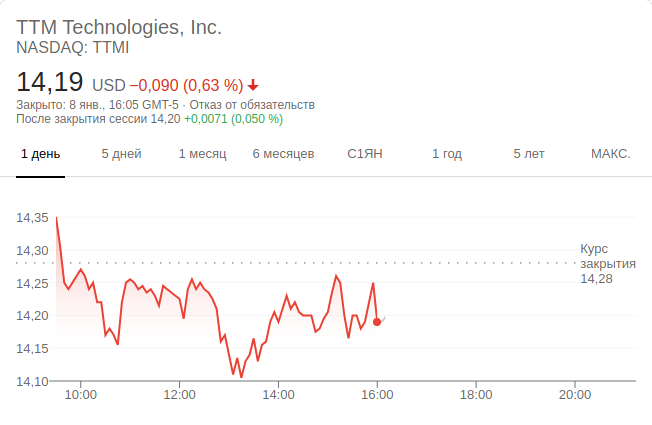 TTM Technologies, Inc.
NASDAQ: TTMI
14,19 USD −0,090 (0,63 %)
Закрыто: 8 янв., 16:05 GMT-5 · Отказ от обязательств
После закрытия сессии 14,20 +0,0071 (0,050 %)
1 день 5 дней 1 месяц 6 месяцев С1ЯН 1 год 5 лет МАКС.
14,35
14,30
14,25
14,20
14,15
14,10
Курс
закрытия
14,28
10:00 12:00 14:00 16:00 18:00 20:00